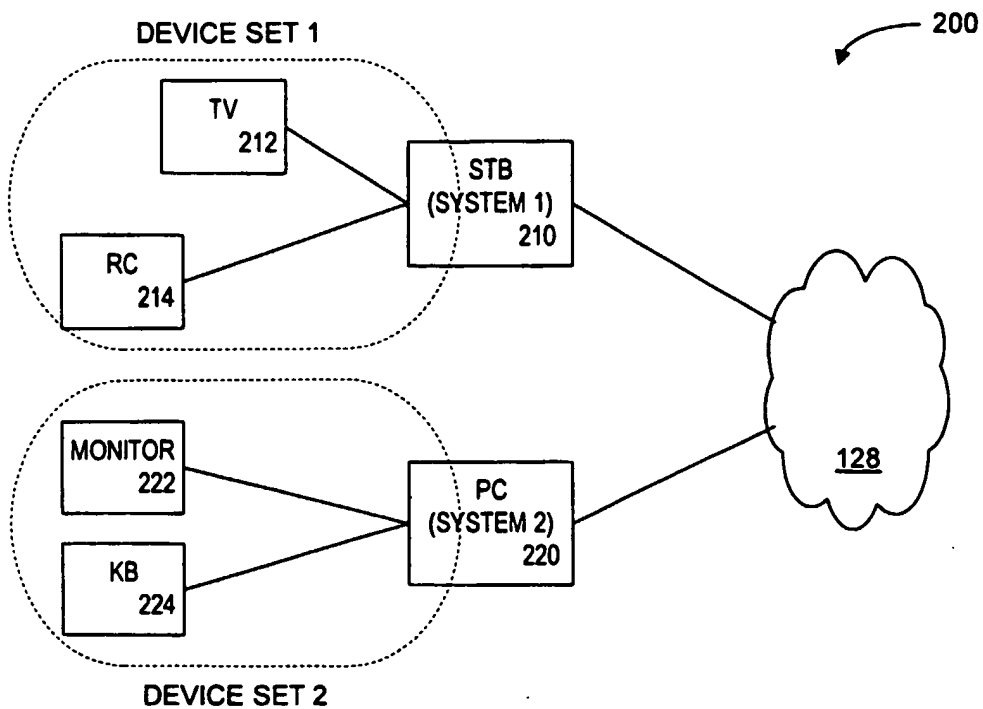 DEVICE SET 1
200
TV
212
STB
(SYSTEM 1)
210
RC
214
MONITOR
222
PC
(SYSTEM 2)
220
128
KB
224
DEVICE SET 2